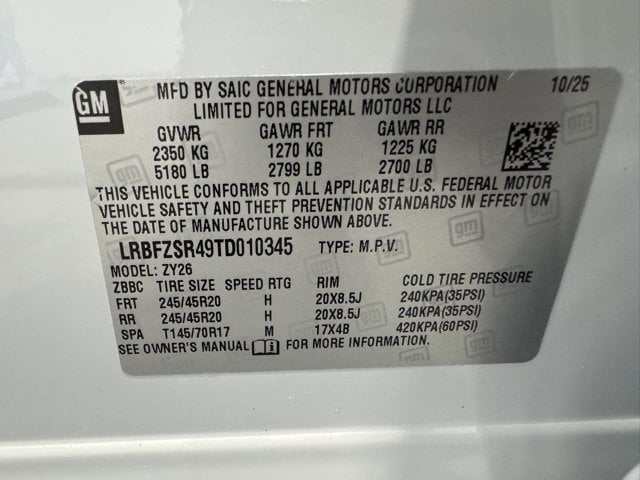 GM
MFD BY SAIC GENERAL MOTORS CORPORATION 10/25
LIMITED FOR GENERAL MOTORS LLC
GVWR GAWR FRT GAWR RR
2350 KG 1270 KG 1225 KG
5180 LB 2799 LB 2700 LB
THIS VEHICLE CONFORMS TO ALL APPLICABLE U.S. FEDERAL MOTOR
VEHICLE SAFETY AND THEFT PREVENTION STANDARDS IN EFFECT ON
THE DATE OF MANUFACTURE SHOWN ABOVE.
LRBFZSR49TD010345 TYPE: M.P.V.
MODEL: ZY26
ZBBC TIRE SIZE SPEED RTG RIM COLD TIRE PRESSURE
FRT 245/45R20 H 20X8.5J 240KPA(35PSI)
RR 245/45R20 H 20X8.5J 240KPA(35PSI)
SPA T145/70R17 M 17X4B 420KPA(60PSI)
SEE OWNER'S MANUAL FOR MORE INFORMATION.